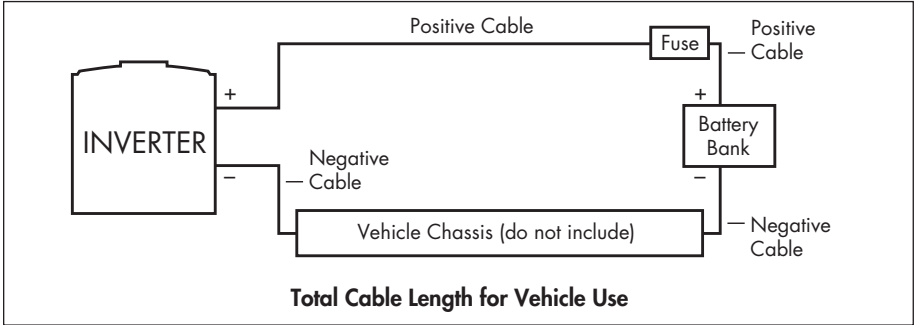 Positive Cable
Fuse
Positive
Cable
+
+
INVERTER
Battery
Bank
–
–
Negative
Cable
Vehicle Chassis (do not include)
Negative
Cable
Total Cable Length for Vehicle Use